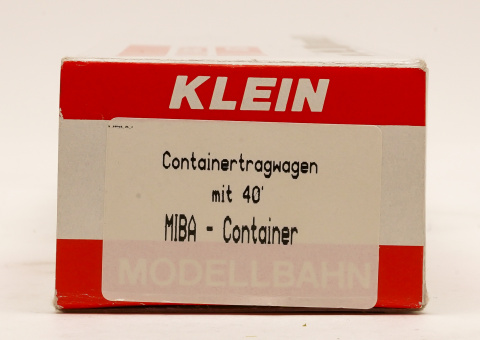 KLEIN
Containertragwagen
mit 40'
MIBA - Container
MODELLBAHN